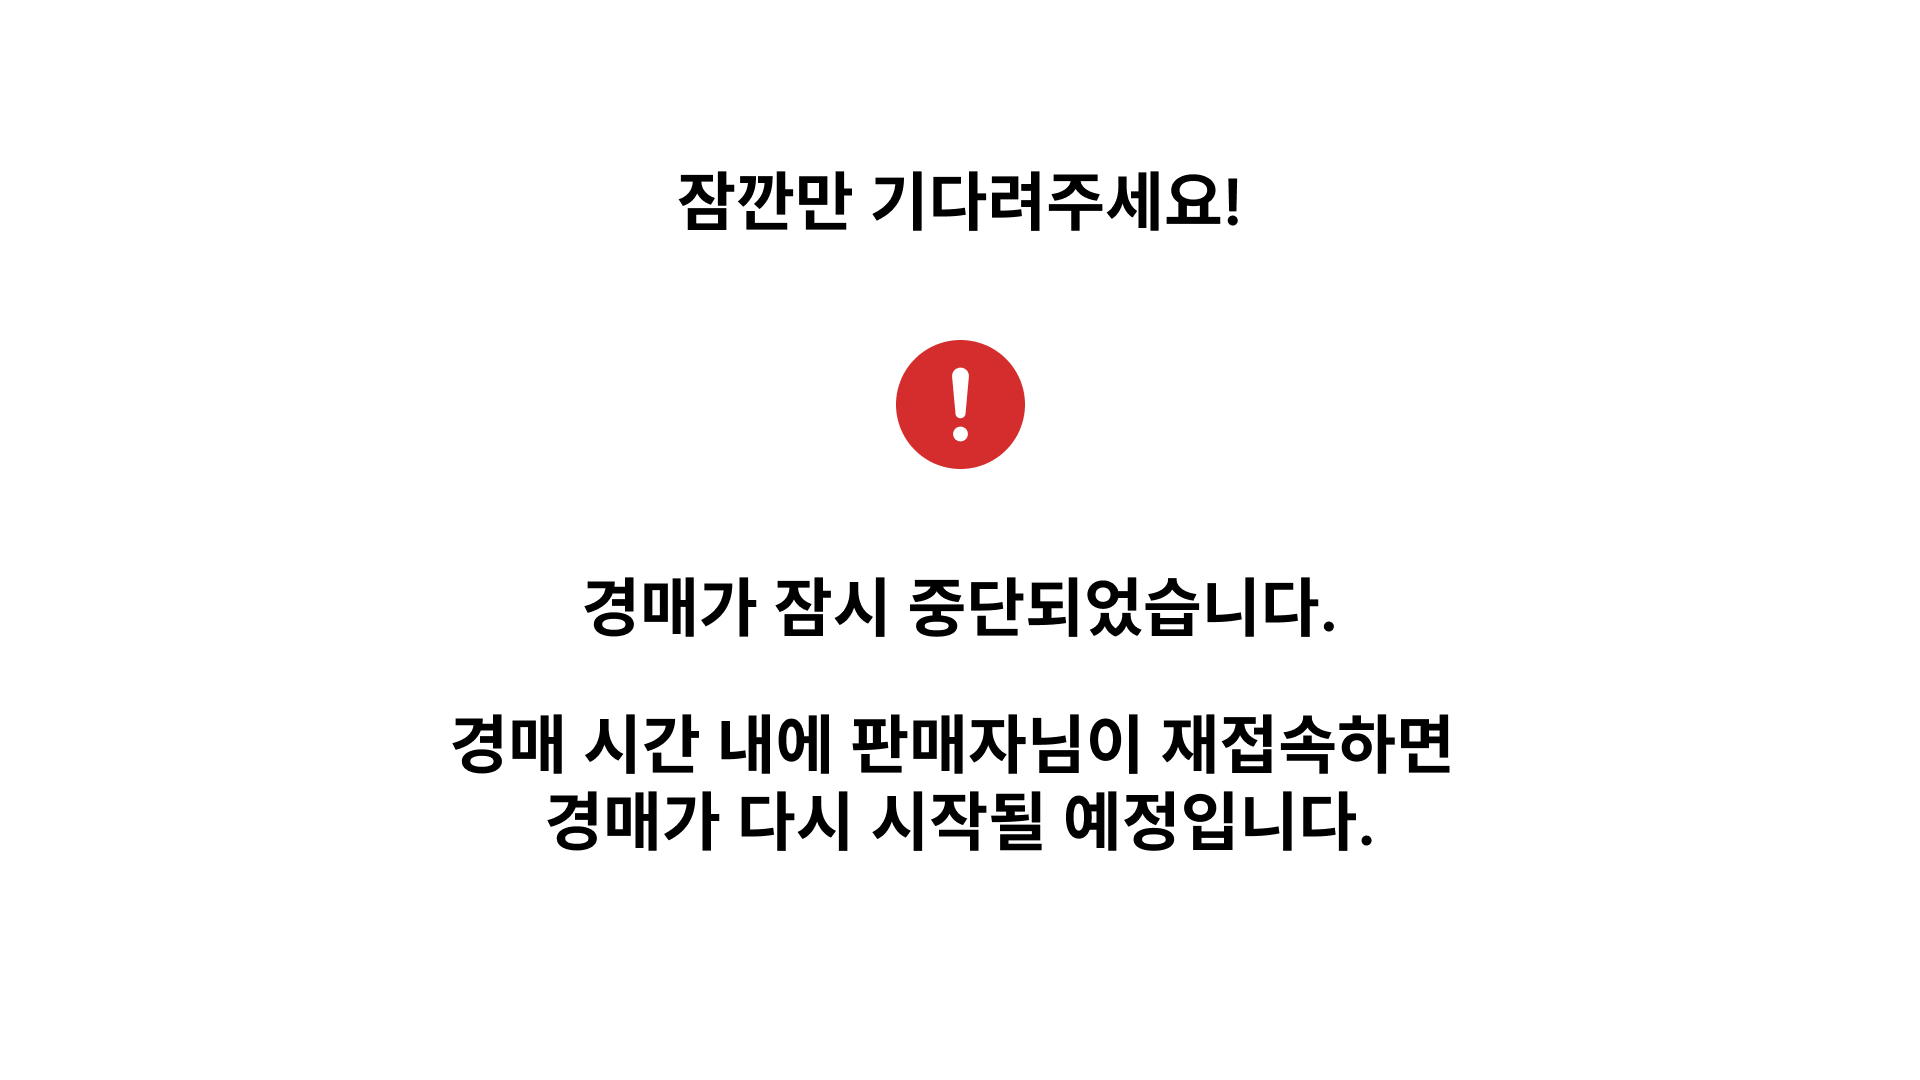 잠깐만 기다려주세요!
경매가 잠시 중단되었습니다.
경매 시간 내에 판매자님이 재접속하면
경매가 다시 시작될 예정입니다.